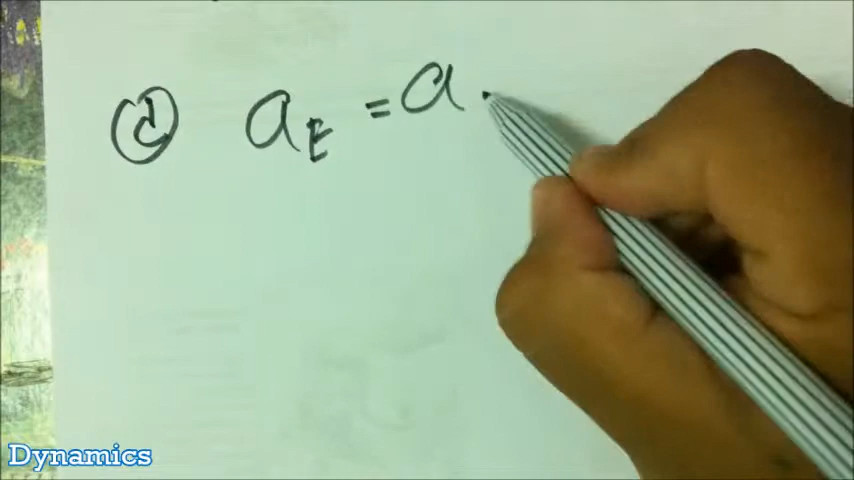 ⓒ a_E = a
Dynamics